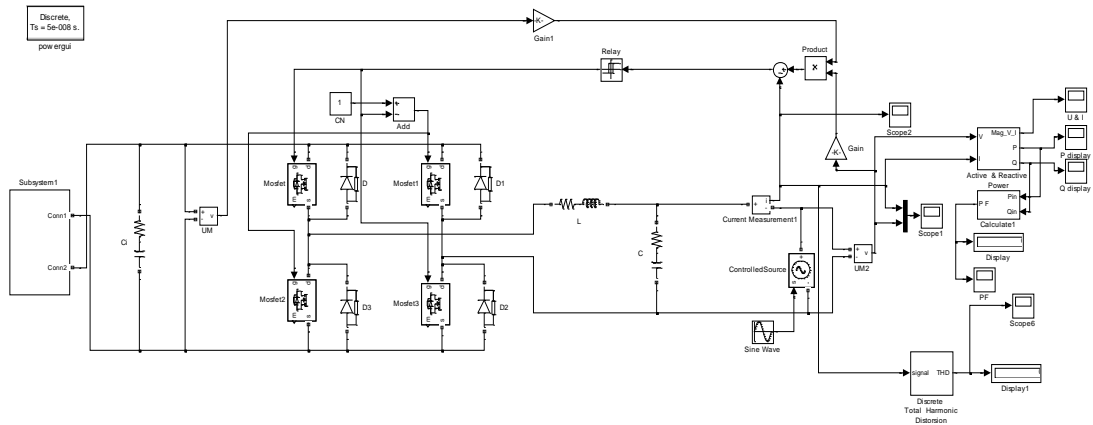 Discrete,
Ts = 5e-008 s.
powergui
-K-
Gain1
Relay
Product
×
1
CN
Add
Scope2
-K-
Gain
V
I
Mag_V_I
P
Q
Active & Reactive
Power
U & I
P display
Q display
Subsystem1
Conn1
Conn2
Ci
v
UM
Mosfet
D
Mosfet1
D1
L
C
i
Current Measurement1
Scope1
P F
Pin
Qin
Calculate1
Display
PF
ControlledSource
s
v
UM2
Mosfet2
D3
Mosfet3
D2
Scope6
Sine Wave
signal
THD
Display1
Discrete
Total Harmonic
Distorsion